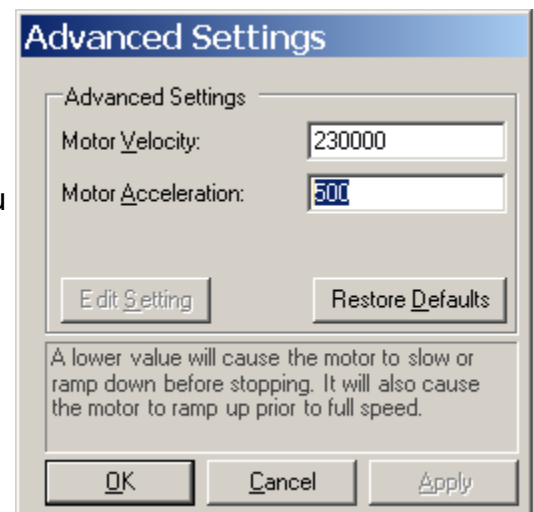 Advanced Settings
Advanced Settings
Motor Velocity: 230000
Motor Acceleration: 500
Edit Setting Restore Defaults
A lower value will cause the motor to slow or
ramp down before stopping. It will also cause
the motor to ramp up prior to full speed.
OK Cancel Apply